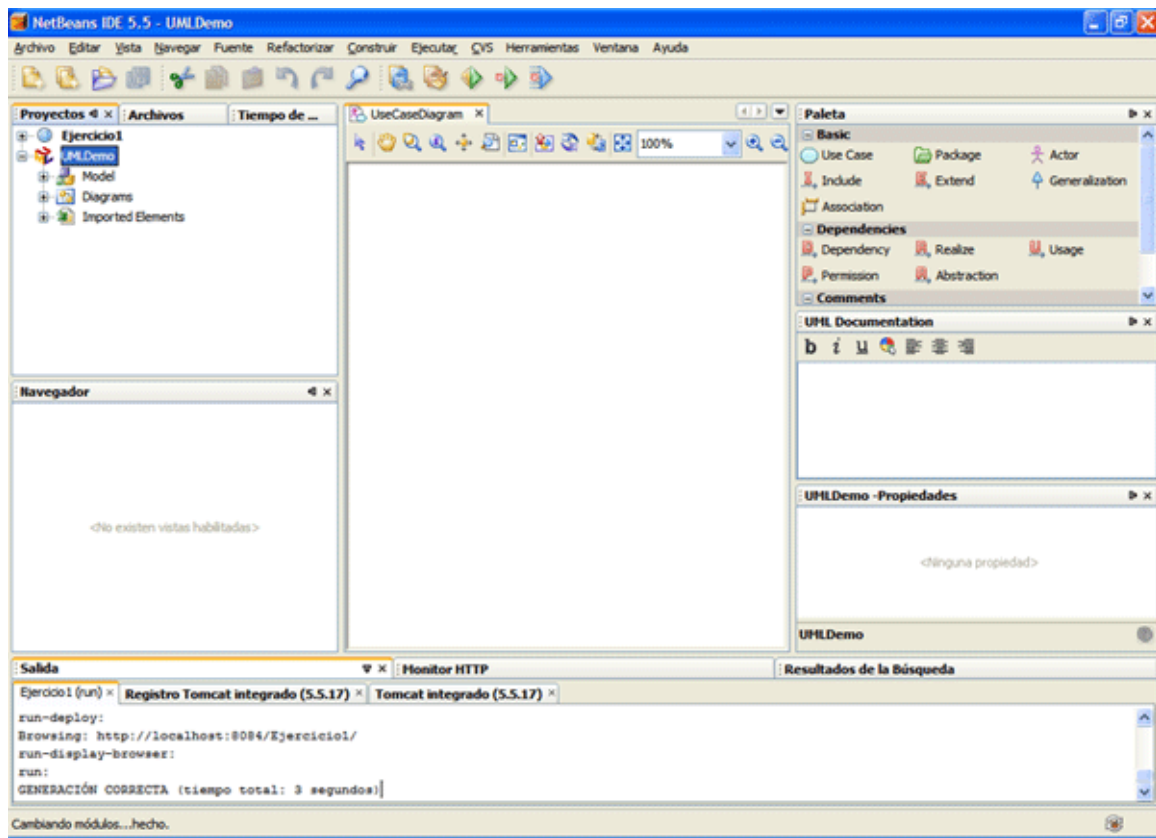 NetBeans IDE 5.5 - UMLDemo
Archivo Editar Vista Navegar Fuente Refactorizar Construir Ejecutar CVS Herramientas Ventana Ayuda
Proyectos Archivos Tiempo de ...
Ejercicio1
UMLDemo
Model
Diagrams
Imported Elements
Navegador
<No existen vistas habilitadas>
UseCaseDiagram
100%
Paleta
Basic
Use Case Package Actor
Include Extend Generalization
Association
Dependencies
Dependency Realize Usage
Permission Abstraction
Comments
UML Documentation
b i u
UMLDemo -Propiedades
<Ninguna propiedad>
UMLDemo
Salida Monitor HTTP Resultados de la Búsqueda
Ejercicio1 (run) Registro Tomcat integrado (5.5.17) Tomcat integrado (5.5.17)
run-deploy:
Browsing: http://localhost:8084/Ejercicio1/
run-display-browser:
run:
GENERACIÓN CORRECTA (tiempo total: 3 segundos)
Cambiando módulos...hecho.